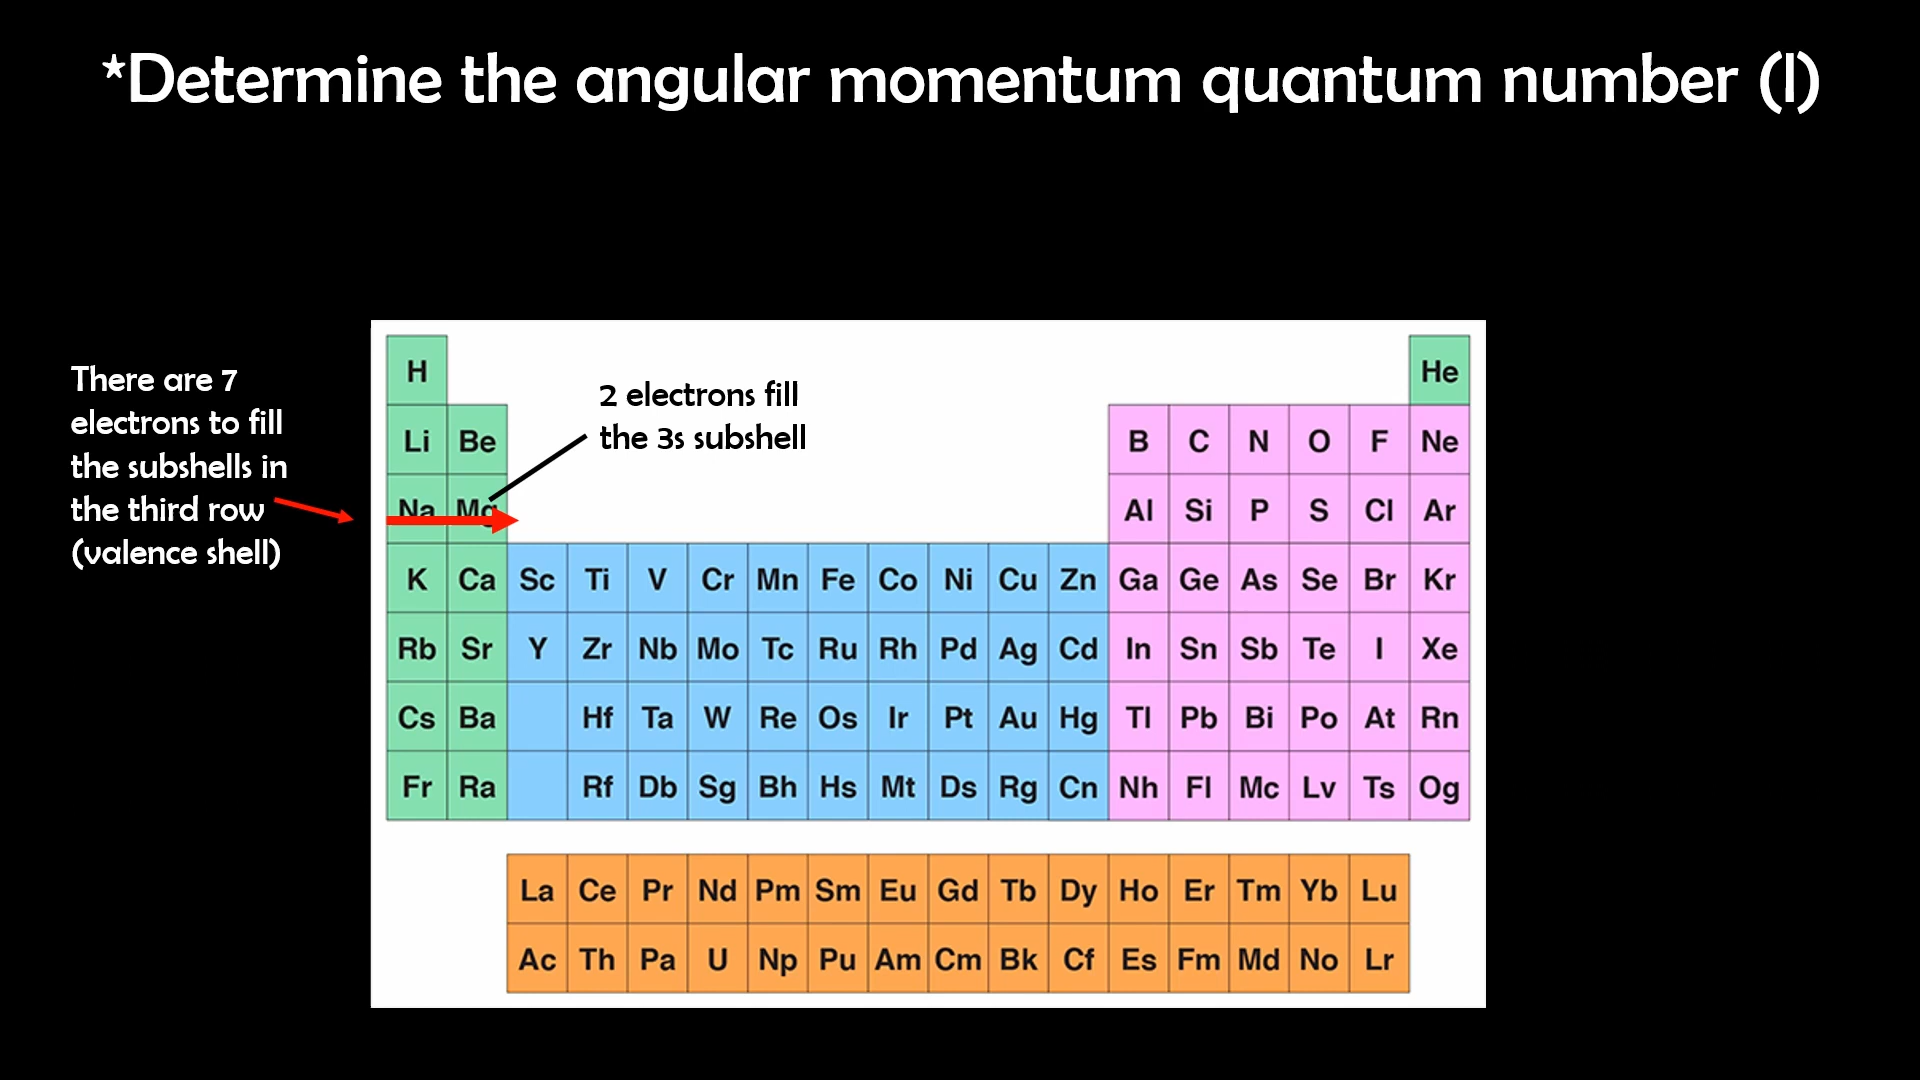 *Determine the angular momentum quantum number (l)
There are 7
electrons to fill
the subshells in
the third row
(valence shell)
2 electrons fill
the 3s subshell
H He
Li Be B C N O F Ne
Na Mg Al Si P S Cl Ar
K Ca Sc Ti V Cr Mn Fe Co Ni Cu Zn Ga Ge As Se Br Kr
Rb Sr Y Zr Nb Mo Tc Ru Rh Pd Ag Cd In Sn Sb Te I Xe
Cs Ba Hf Ta W Re Os Ir Pt Au Hg Tl Pb Bi Po At Rn
Fr Ra Rf Db Sg Bh Hs Mt Ds Rg Cn Nh Fl Mc Lv Ts Og
La Ce Pr Nd Pm Sm Eu Gd Tb Dy Ho Er Tm Yb Lu
Ac Th Pa U Np Pu Am Cm Bk Cf Es Fm Md No Lr